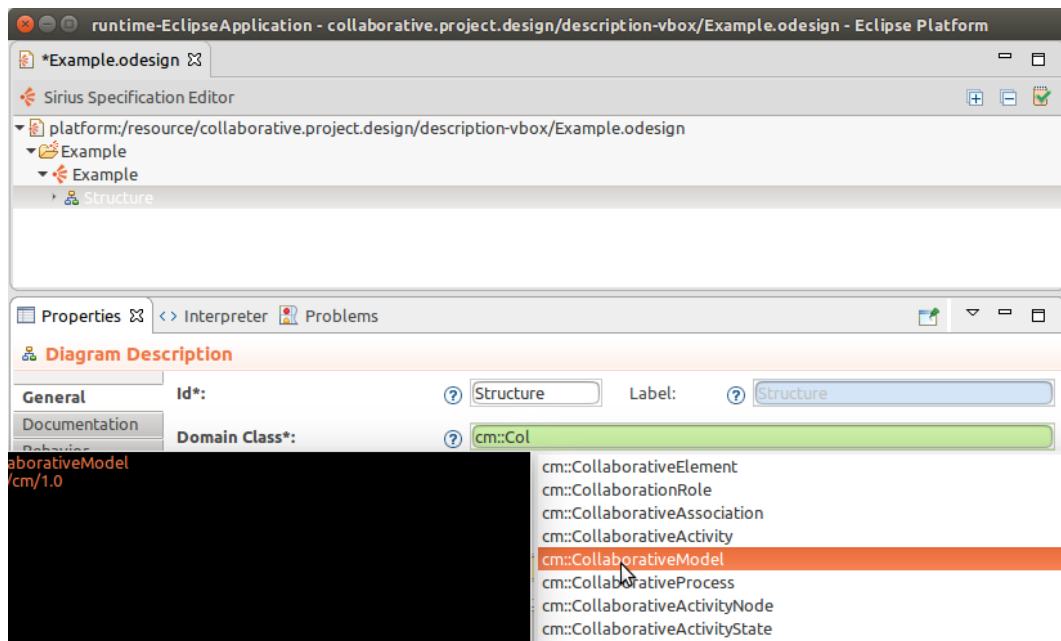 runtime-EclipseApplication - collaborative.project.design/description-vbox/Example.odesign - Eclipse Platform
*Example.odesign
Sirius Specification Editor
platform:/resource/collaborative.project.design/description-vbox/Example.odesign
Example
Example
Structure
Properties Interpreter Problems
Diagram Description
General Id*: Structure Label: Structure
Documentation
Domain Class*: cm::Col
Behavior
aborativeModel
/cm/1.0
cm::CollaborativeElement
cm::CollaborationRole
cm::CollaborativeAssociation
cm::CollaborativeActivity
cm::CollaborativeModel
cm::CollaborativeProcess
cm::CollaborativeActivityNode
cm::CollaborativeActivityState